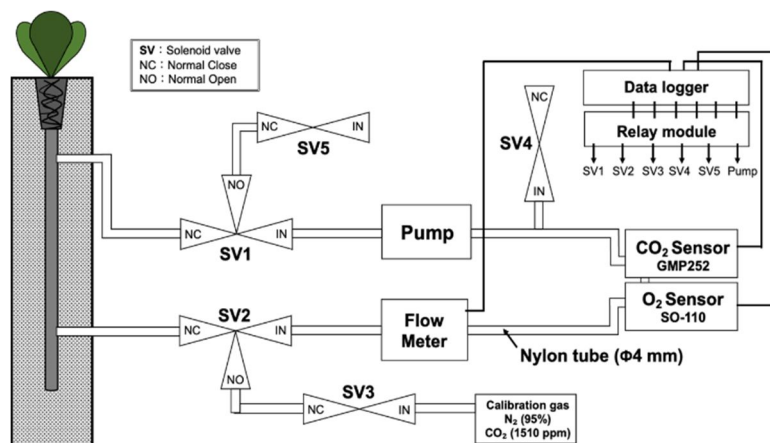 SV : Solenoid valve
NC : Normal Close
NO : Normal Open
NC
IN
SV5
NO
NC
IN
SV1
Pump
NC
SV4
IN
Data logger
Relay module
SV1 SV2 SV3 SV4 SV5 Pump
CO₂ Sensor
GMP252
O₂ Sensor
SO-110
SV2
NC
IN
NO
Flow
Meter
Nylon tube (Φ4 mm)
SV3
NC
IN
Calibration gas
N₂ (95%)
CO₂ (1510 ppm)